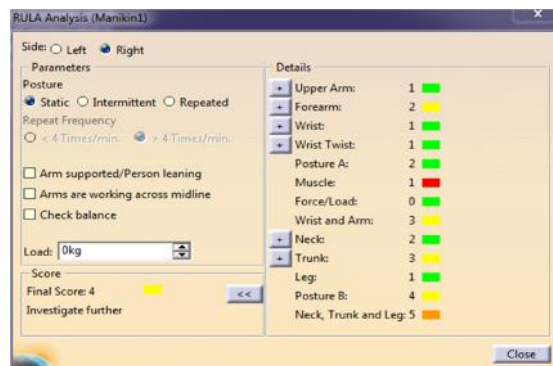 RULA Analysis (Manikin1)
Side: Left Right
Parameters
Posture
Static Intermittent Repeated
Repeat Frequency
< 4 Times/min. > 4 Times/min.
Arm supported/Person leaning
Arms are working across midline
Check balance
Load: 0kg
Score
Final Score: 4
<<
Investigate further
Details
+ Upper Arm: 1
+ Forearm: 2
+ Wrist: 1
+ Wrist Twist: 1
Posture A: 2
Muscle: 1
Force/Load: 0
Wrist and Arm: 3
+ Neck: 2
+ Trunk: 3
Leg: 1
Posture B: 4
Neck, Trunk and Leg: 5
Close